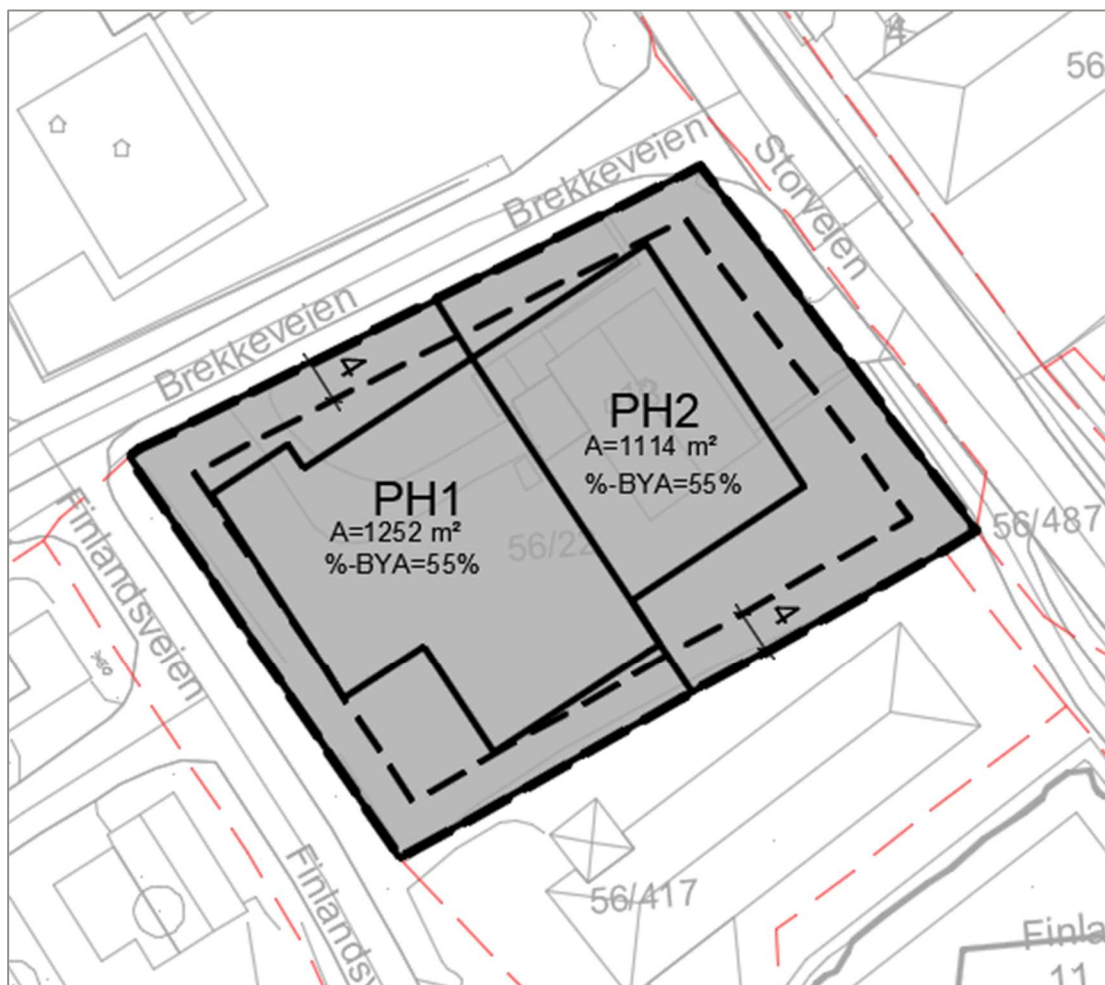 56
Brekkeveien
Storveien
Brekkeveien
4
PH2
A=1114 m²
%-BYA=55%
PH1
A=1252 m²
%-BYA=55%
56/22
56/487
Finlandsveien
4
56/417
Finlandsv
Finla
11